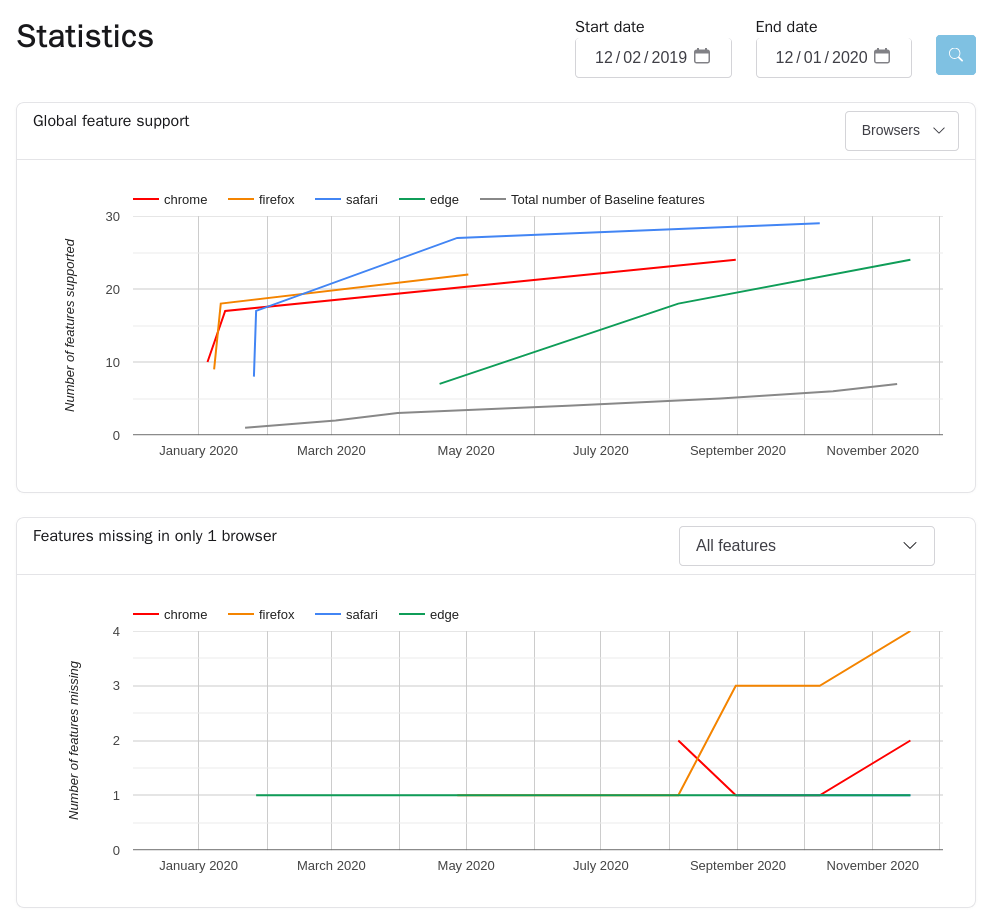 Statistics
Start date
End date
12/02/2019
12/01/2020
Global feature support
Browsers
chrome firefox safari edge Total number of Baseline features
Number of features supported
30
20
10
0
January 2020 March 2020 May 2020 July 2020 September 2020 November 2020
Features missing in only 1 browser
All features
chrome firefox safari edge
Number of features missing
4
3
2
1
0
January 2020 March 2020 May 2020 July 2020 September 2020 November 2020